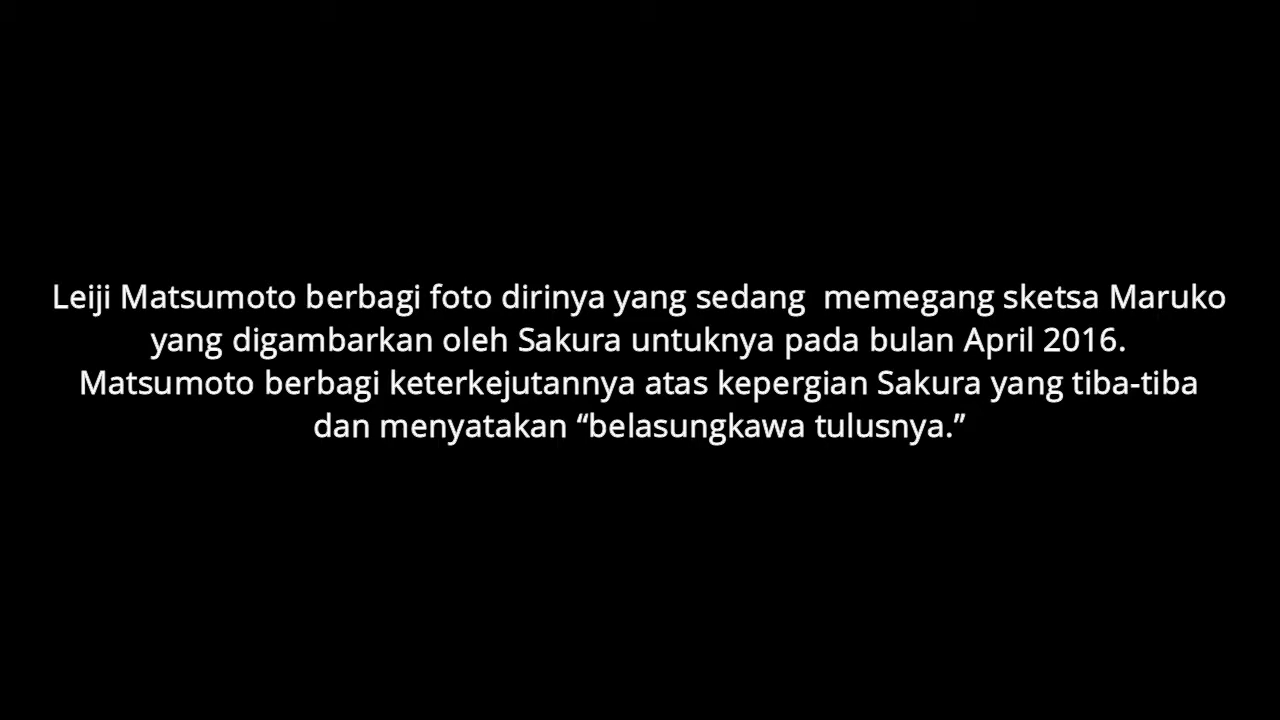 Leiji Matsumoto berbagi foto dirinya yang sedang  memegang sketsa Maruko
yang digambarkan oleh Sakura untuknya pada bulan April 2016.
Matsumoto berbagi keterkejutannya atas kepergian Sakura yang tiba-tiba
dan menyatakan “belasungkawa tulusnya.”